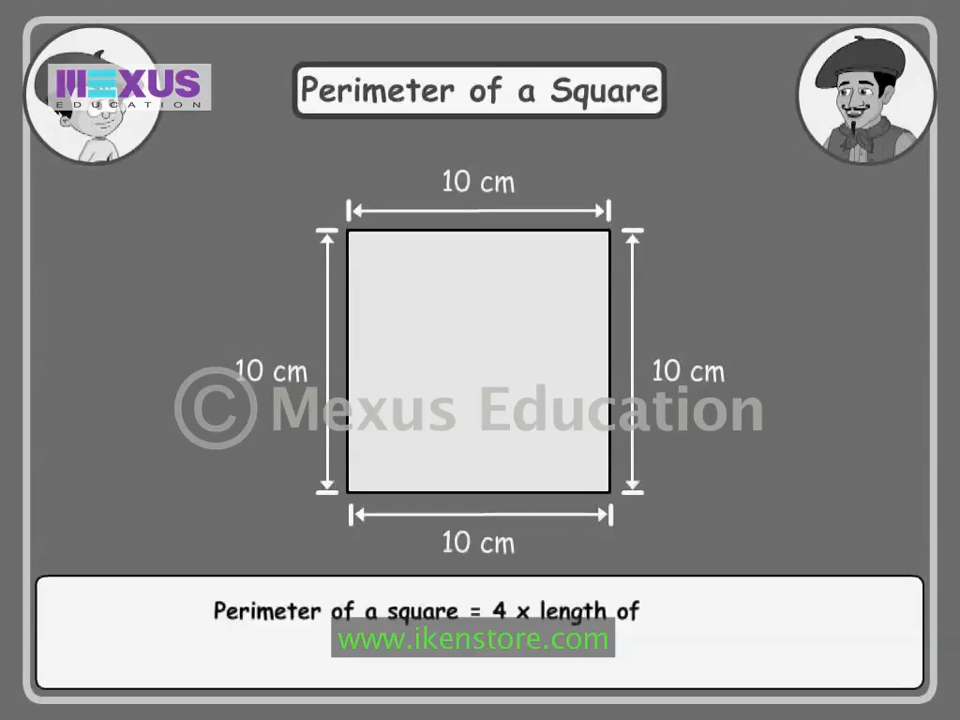 MEXUS
EDUCATION
Perimeter of a Square
10 cm
10 cm
10 cm
© Mexus Education
10 cm
Perimeter of a square = 4 x length of
www.ikenstore.com